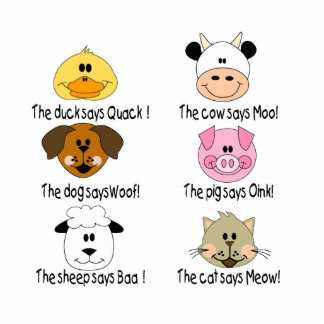 The duck says Quack !
The cow says Moo!
The dog says Woof!
The pig says Oink!
The sheep says Baa !
The cat says Meow!